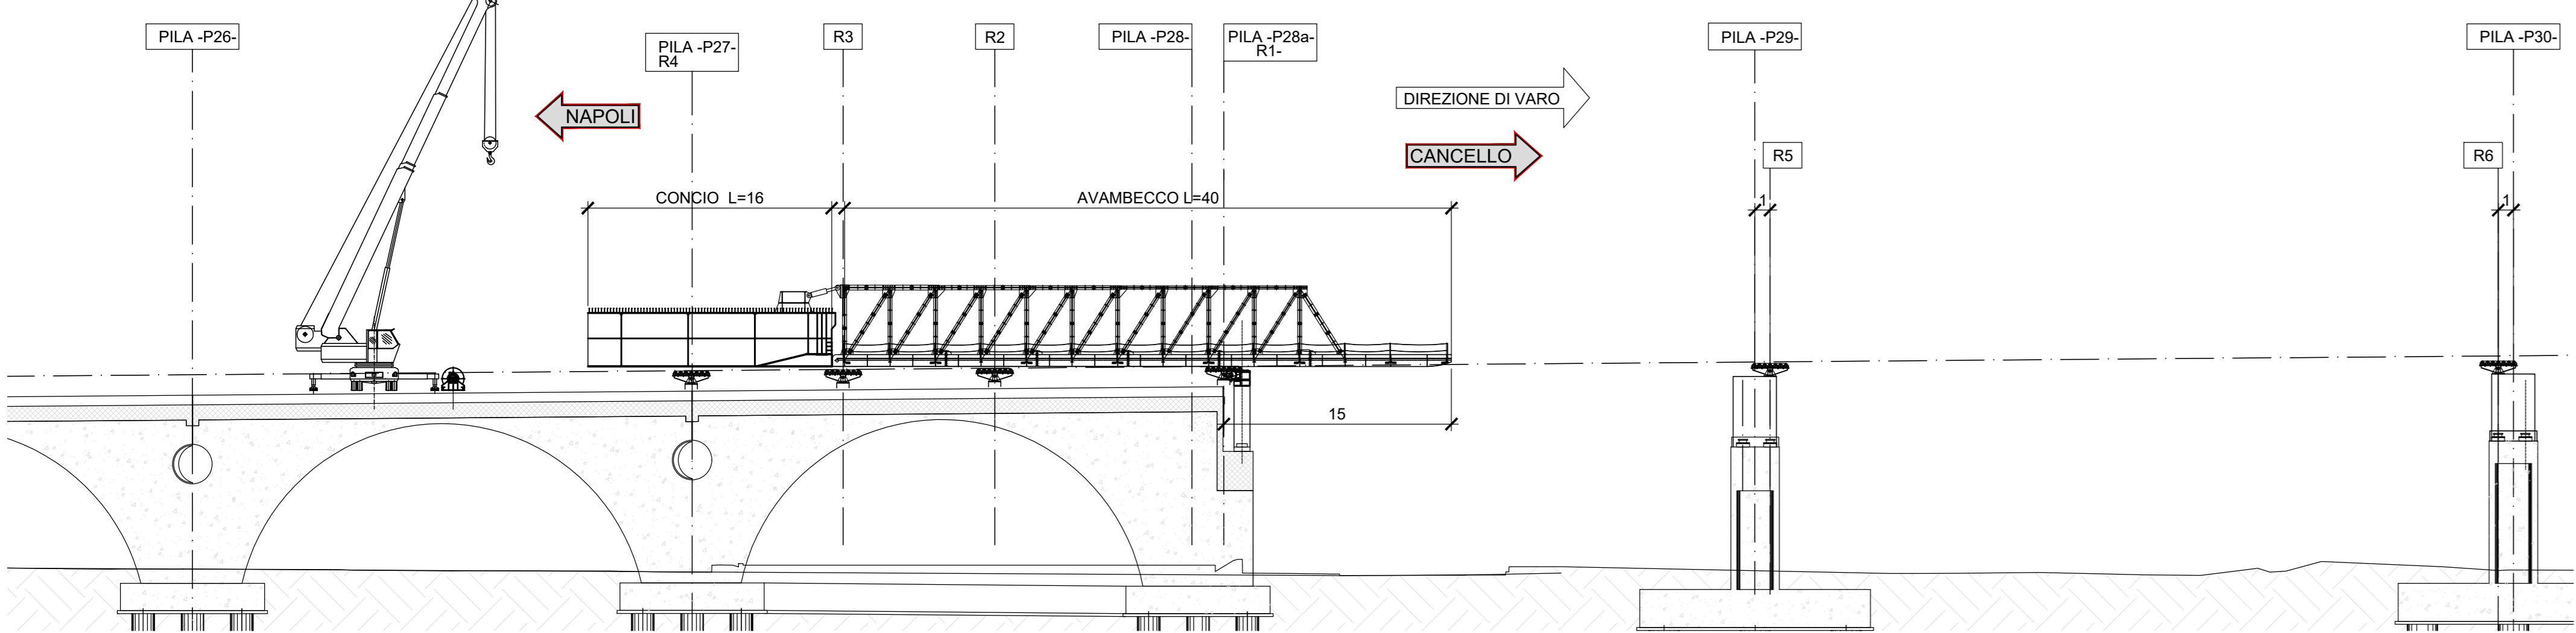 PILA -P26-
PILA -P27-
R4
R3
R2
PILA -P28-
PILA -P28a-
R1-
PILA -P29-
PILA -P30-
NAPOLI
DIREZIONE DI VARO
CANCELLO
R5
R6
CONCIO L=16
AVAMBECCO L=40
1
1
15